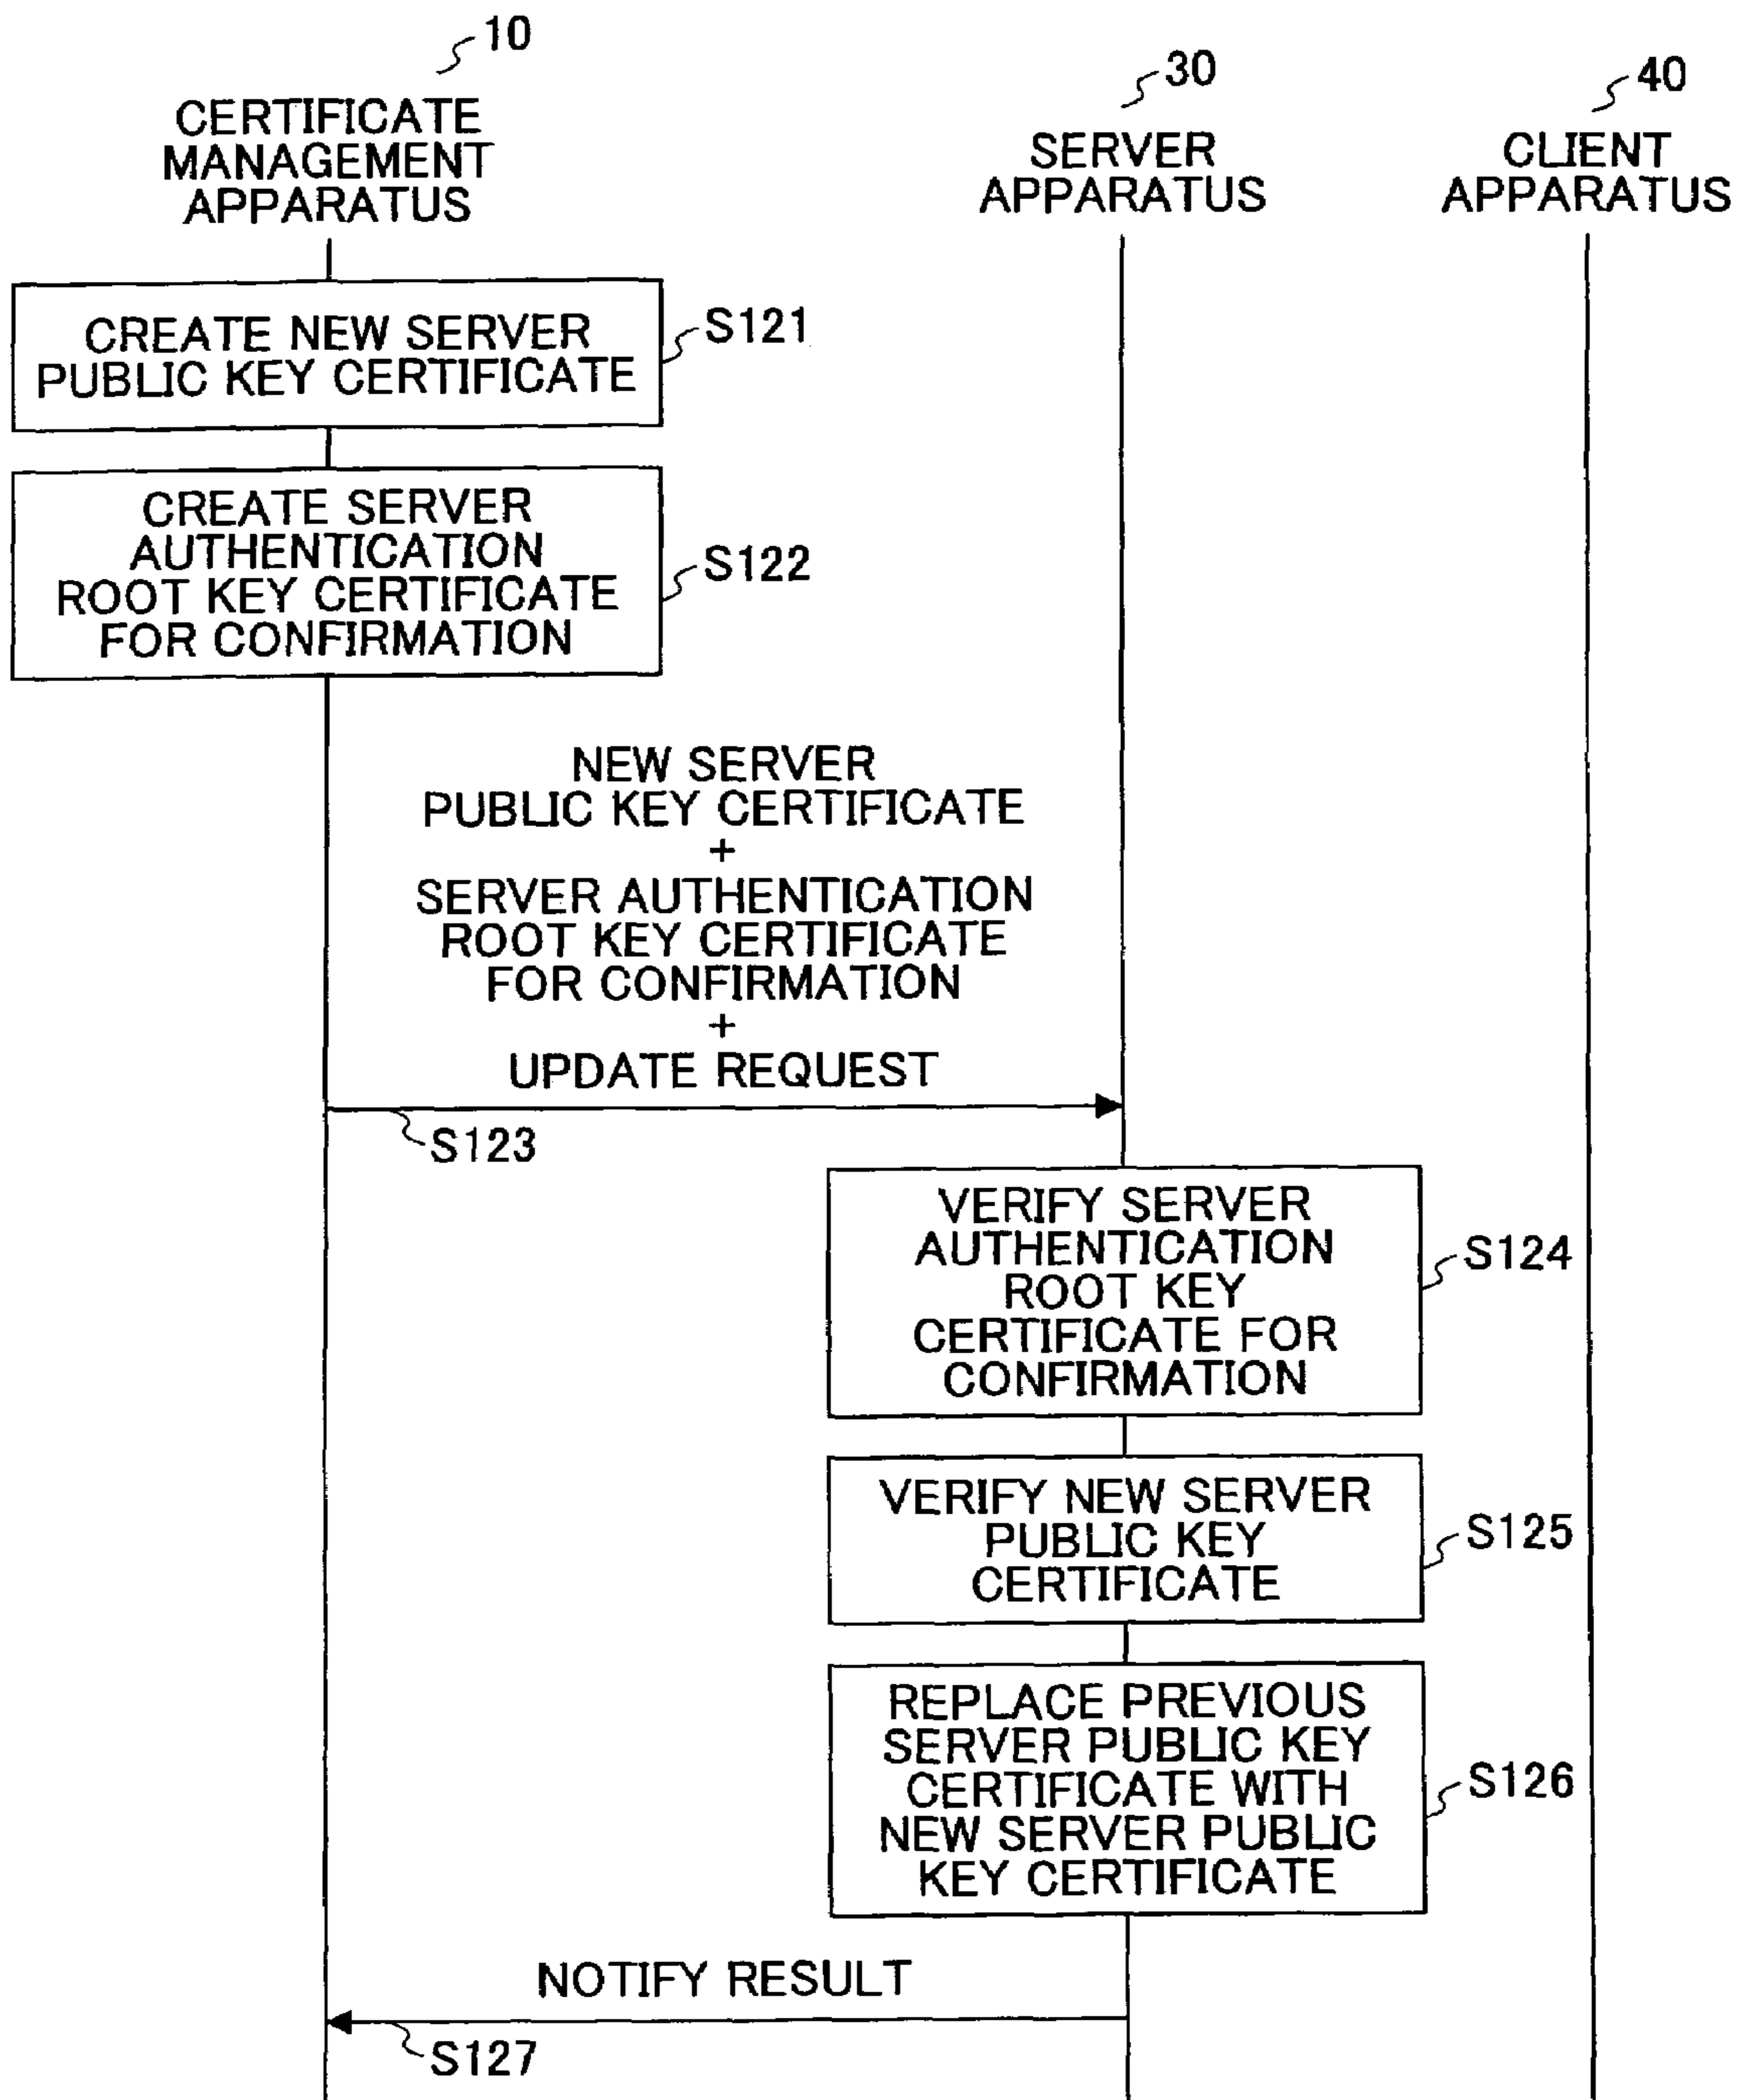 10
CERTIFICATE
MANAGEMENT
APPARATUS
30
SERVER
APPARATUS
40
CLIENT
APPARATUS
CREATE NEW SERVER
PUBLIC KEY CERTIFICATE
S121
CREATE SERVER
AUTHENTICATION
ROOT KEY CERTIFICATE
FOR CONFIRMATION
S122
NEW SERVER
PUBLIC KEY CERTIFICATE
+
SERVER AUTHENTICATION
ROOT KEY CERTIFICATE
FOR CONFIRMATION
+
UPDATE REQUEST
S123
VERIFY SERVER
AUTHENTICATION
ROOT KEY
CERTIFICATE FOR
CONFIRMATION
S124
VERIFY NEW SERVER
PUBLIC KEY
CERTIFICATE
S125
REPLACE PREVIOUS
SERVER PUBLIC KEY
CERTIFICATE WITH
NEW SERVER PUBLIC
KEY CERTIFICATE
S126
NOTIFY RESULT
S127